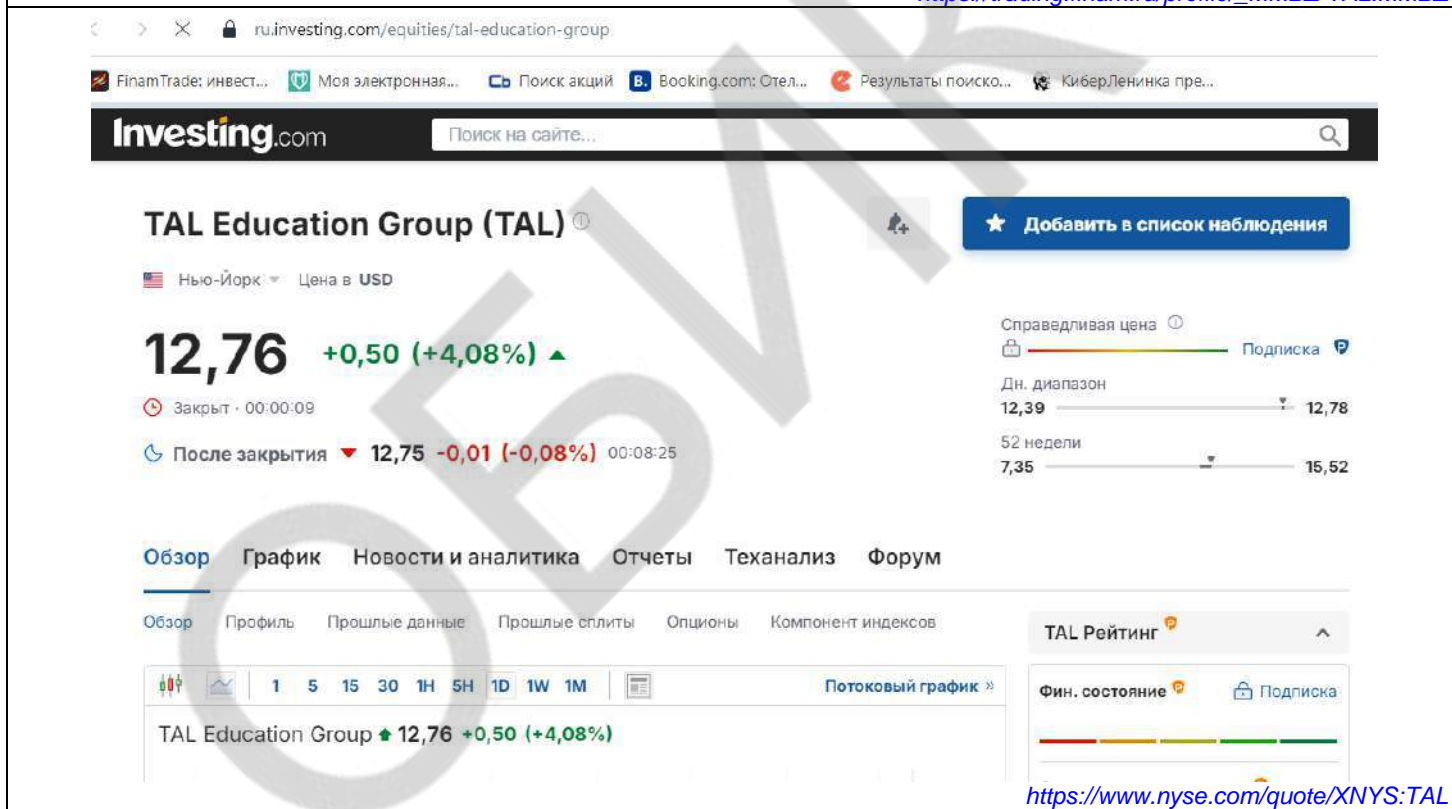 ru.investing.com/equities/tal-education-group
FinamTrade: инвест... Моя электронная... Поиск акций B. Booking.com: Отел... Результаты поиско... КиберЛенинка пре...
Investing.com Поиск на сайте...
TAL Education Group (TAL) Добавить в список наблюдения
Нью-Йорк Цена в USD
12,76 +0,50 (+4,08%)
Закрыт · 00:00:09
После закрытия 12,75 -0,01 (-0,08%) 00:08:25
Справедливая цена
Подписка
Дн. диапазон
12,39 12,78
52 недели
7,35 15,52
Обзор График Новости и аналитика Отчеты Теханализ Форум
Обзор Профиль Прошлые данные Прошлые сплиты Опционы Компонент индексов
TAL Рейтинг
1 5 15 30 1H 5H 1D 1W 1M Потоковый график »
Фин. состояние Подписка
TAL Education Group 12,76 +0,50 (+4,08%)
https://www.nyse.com/quote/XNYS:TAL
ОБИК